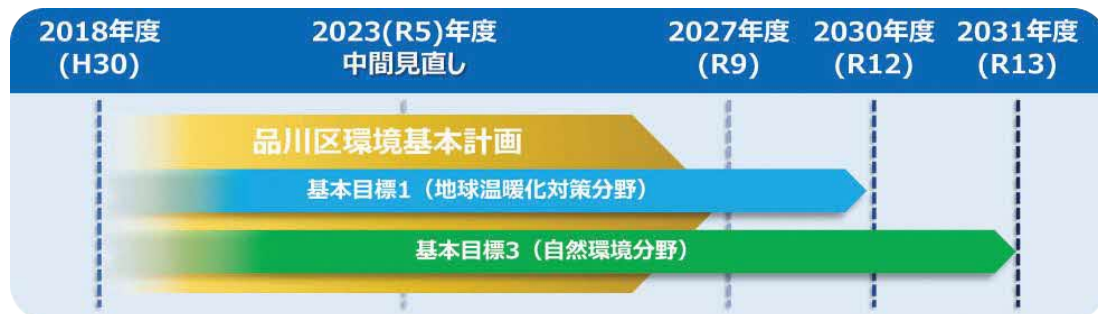 2018年度
(H30)
2023(R5)年度
中間見直し
2027年度
(R9)
2030年度
(R12)
2031年度
(R13)
品川区環境基本計画
基本目標1（地球温暖化対策分野）
基本目標3（自然環境分野）